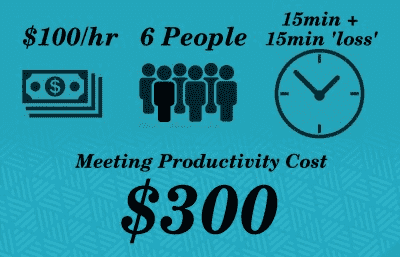 $100/hr
6 People
15min +
15min 'loss'
$
Meeting Productivity Cost
$300